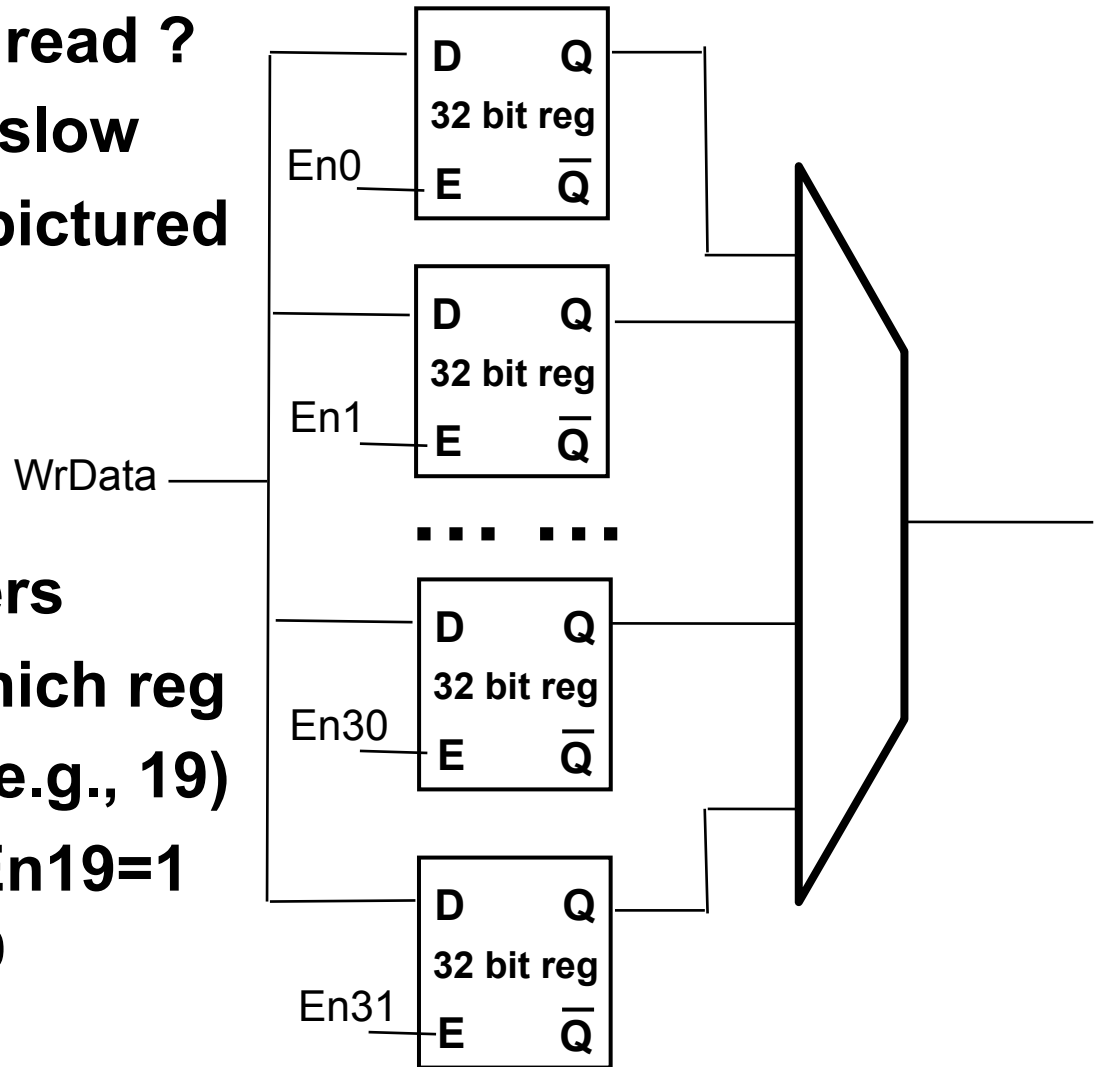 read ?
slow
pictured
WrData
ers
hich reg
e.g., 19)
En19=1
D Q
32 bit reg
En0
E Q̅
D Q
32 bit reg
En1
E Q̅
... ...
D Q
32 bit reg
En30
E Q̅
D Q
32 bit reg
En31
E Q̅